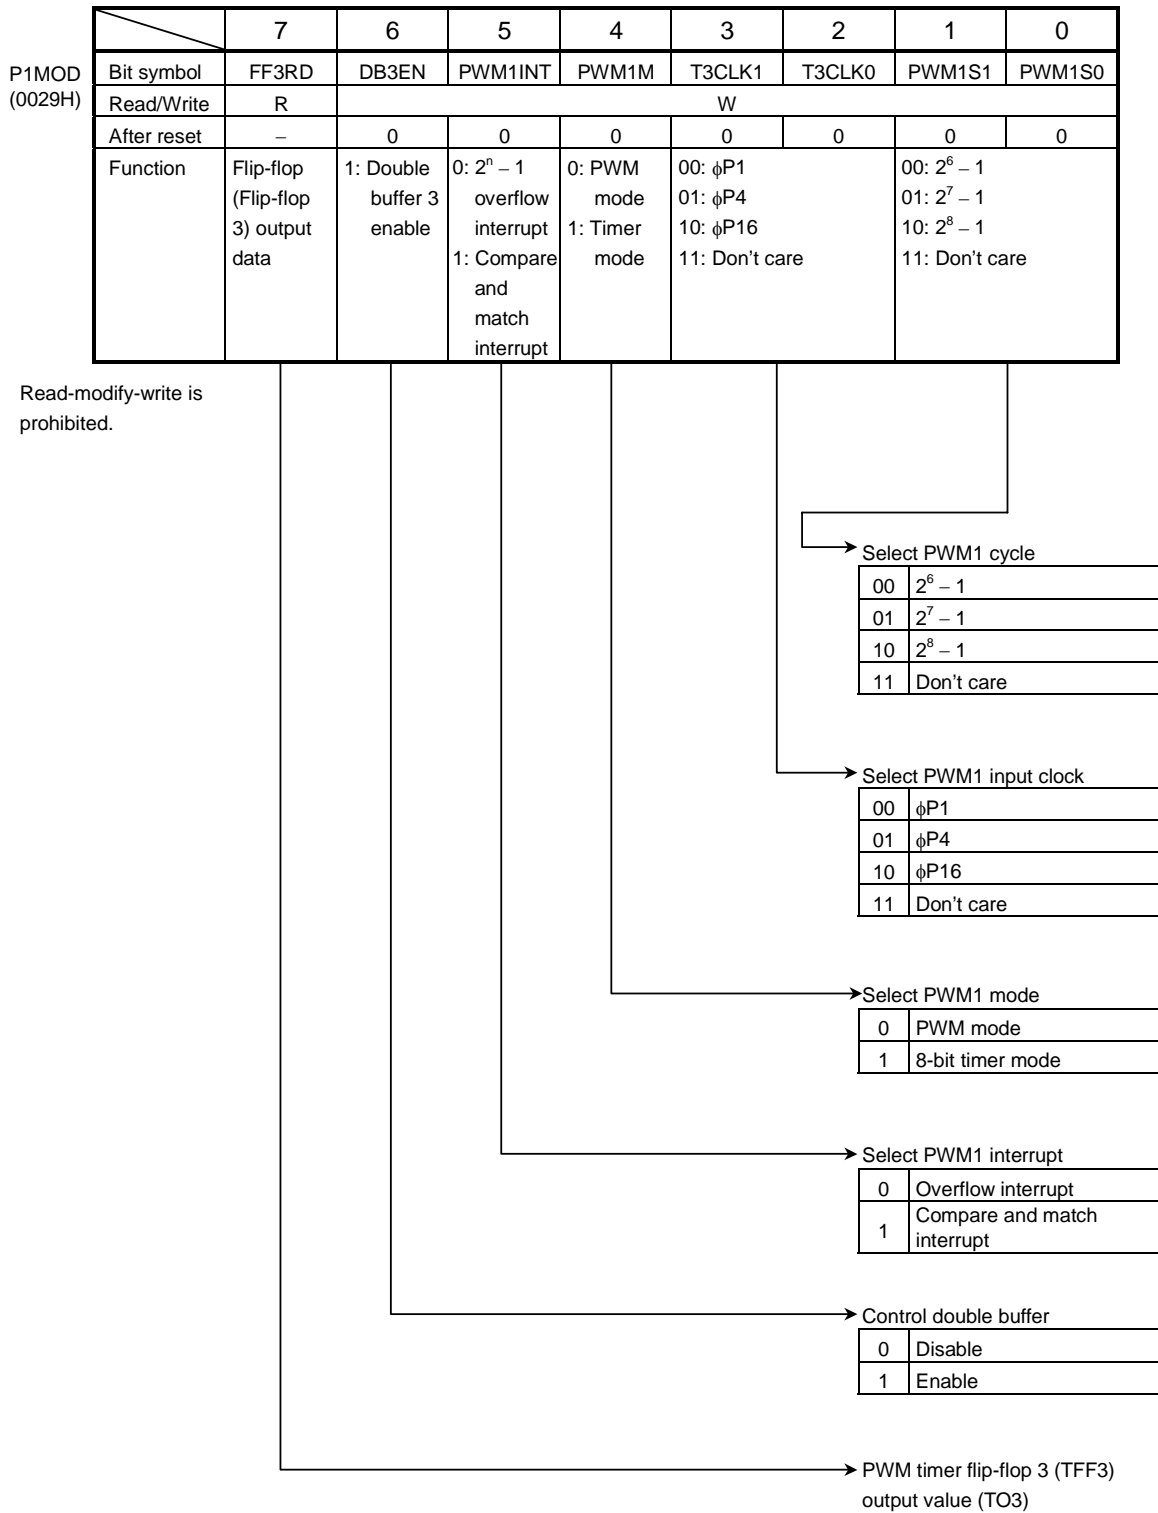 7 6 5 4 3 2 1 0
P1MOD (0029H)
Bit symbol FF3RD DB3EN PWM1INT PWM1M T3CLK1 T3CLK0 PWM1S1 PWM1S0
Read/Write R W
After reset – 0 0 0 0 0 0 0
Function
Flip-flop
(Flip-flop
3) output
data
1: Double
buffer 3
enable
0: 2ⁿ – 1
overflow
interrupt
1: Compare
and
match
interrupt
0: PWM
mode
1: Timer
mode
00: ϕP1
01: ϕP4
10: ϕP16
11: Don't care
00: 2⁶ – 1
01: 2⁷ – 1
10: 2⁸ – 1
11: Don't care
Read-modify-write is
prohibited.
Select PWM1 cycle
00 2⁶ – 1
01 2⁷ – 1
10 2⁸ – 1
11 Don't care
Select PWM1 input clock
00 ϕP1
01 ϕP4
10 ϕP16
11 Don't care
Select PWM1 mode
0 PWM mode
1 8-bit timer mode
Select PWM1 interrupt
0 Overflow interrupt
1 Compare and match
interrupt
Control double buffer
0 Disable
1 Enable
PWM timer flip-flop 3 (TFF3)
output value (TO3)